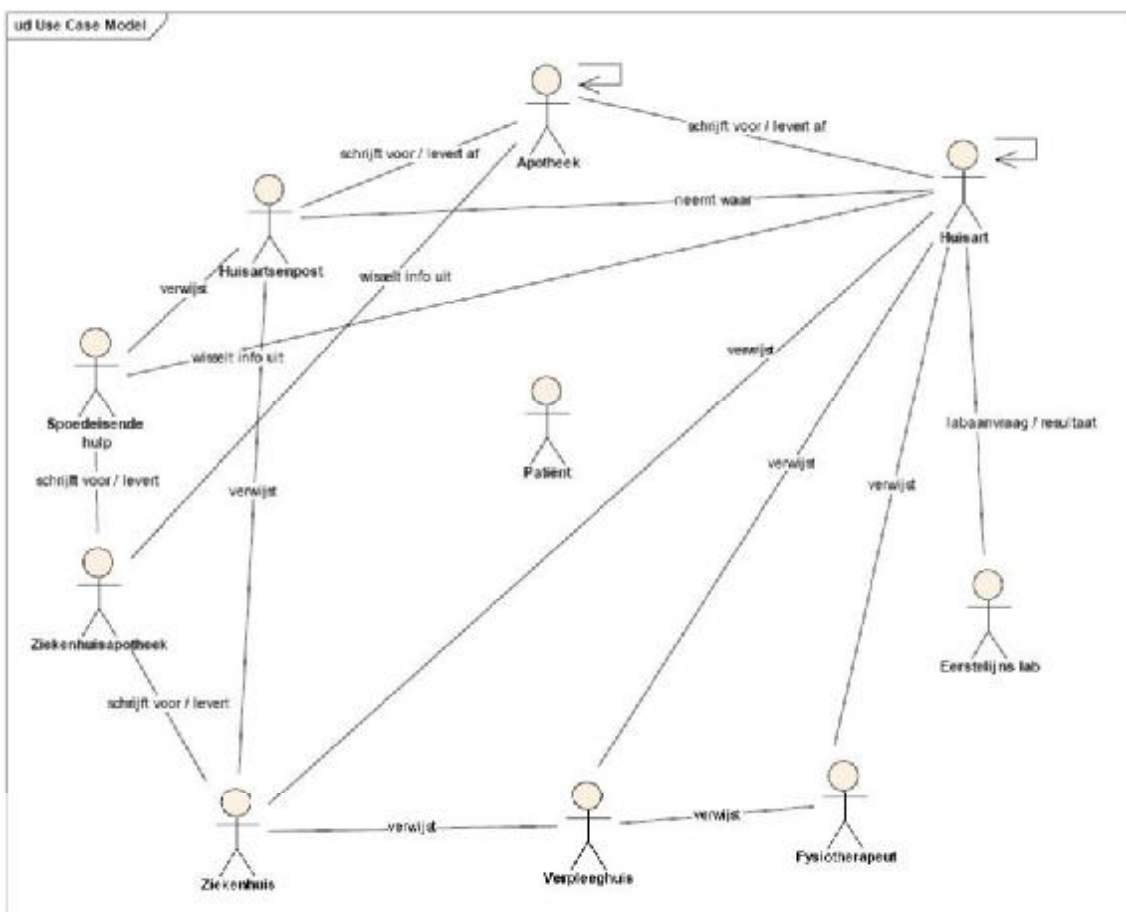 ud Use Case Model
Apotheek
schrijft voor / levert af
schrijft voor / levert af
Huisart
neemt waar
Huisartsenpost
wisselt info uit
verwijst
wisselt info uit
verwijst
Spoedeisende
hulp
Patiënt
labaanvraag / resultaat
schrijft voor / levert
verwijst
verwijst
verwijst
Ziekenhuisapotheek
Eerstelijns lab
schrijft voor / levert
verwijst
verwijst
Fysiotherapeut
Verpleeghuis
Ziekenhuis